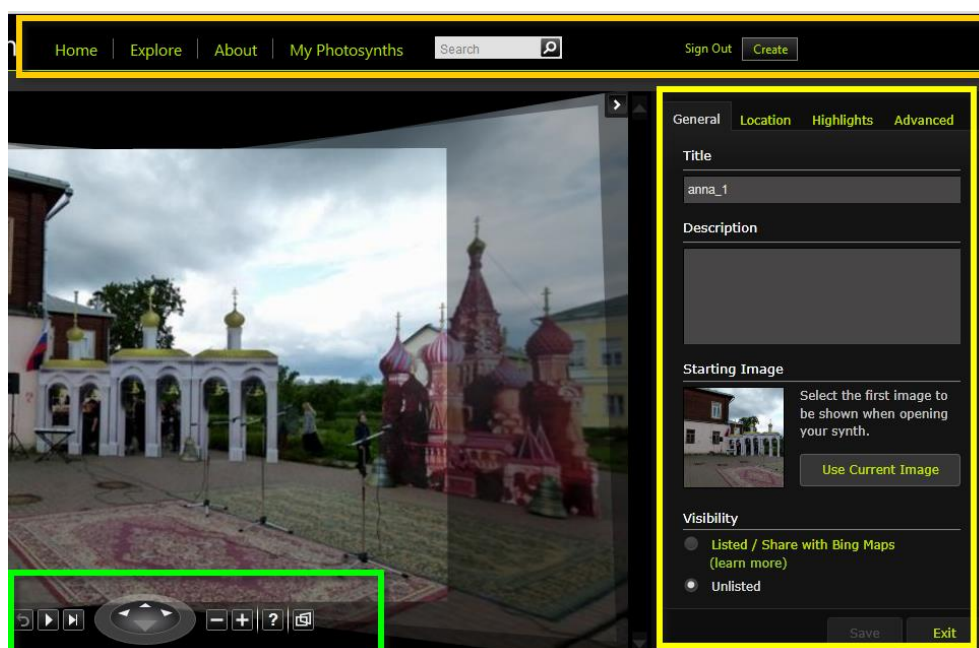 Home Explore About My Photosynths Search Sign Out Create
General Location Highlights Advanced
Title
anna_1
Description
Starting Image
Select the first image to
be shown when opening
your synth.
Use Current Image
Visibility
Listed / Share with Bing Maps
(learn more)
Unlisted
Save Exit
?